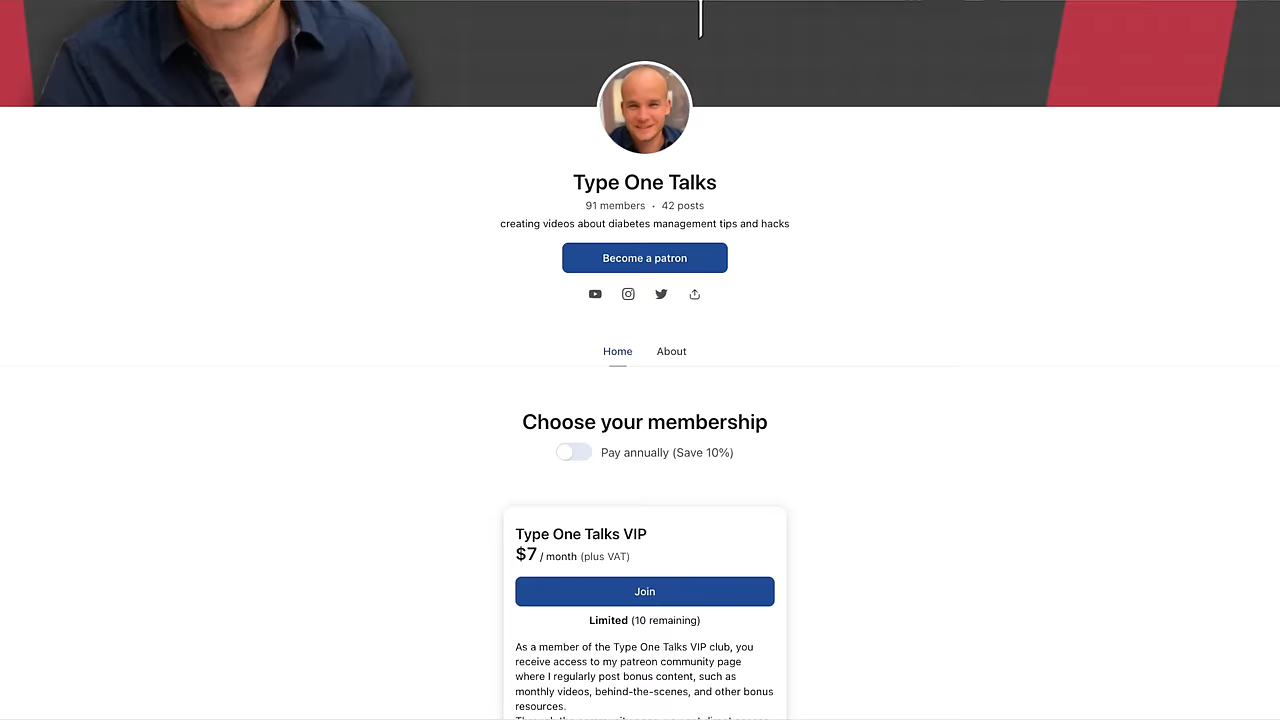 Type One Talks
91 members · 42 posts
creating videos about diabetes management tips and hacks
Become a patron
Home About
Choose your membership
Pay annually (Save 10%)
Type One Talks VIP
$7 / month (plus VAT)
Join
Limited (10 remaining)
As a member of the Type One Talks VIP club, you
receive access to my patreon community page
where I regularly post bonus content, such as
monthly videos, behind-the-scenes, and other bonus
resources.